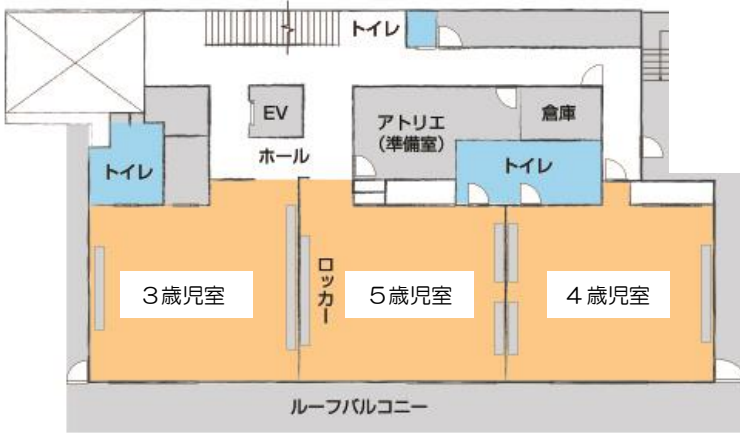 トイレ
EV
アトリエ
(準備室)
倉庫
ホール
トイレ
トイレ
3歳児室
ロッカー
5歳児室
4歳児室
ルーフバルコニー